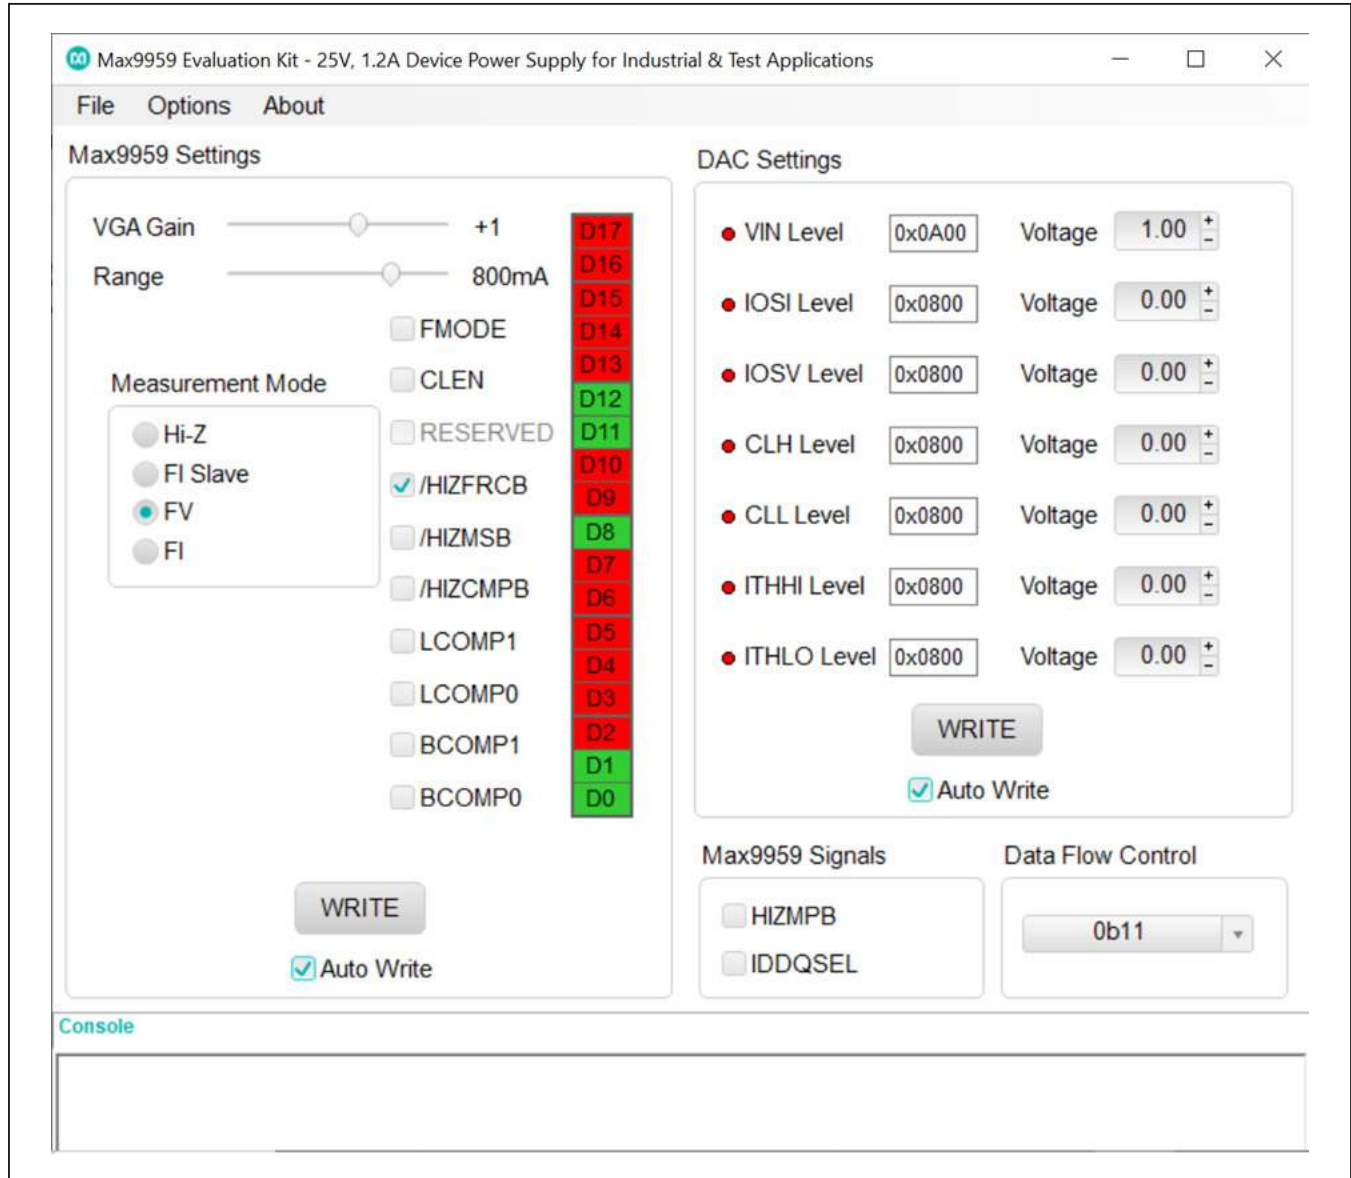 Max9959 Evaluation Kit - 25V, 1.2A Device Power Supply for Industrial & Test Applications
File Options About
Max9959 Settings
VGA Gain +1
Range 800mA
FMODE
CLEN
RESERVED
/HIZFRCB
/HIZMSB
/HIZCMPB
LCOMP1
LCOMP0
BCOMP1
BCOMP0
Measurement Mode
Hi-Z
FI Slave
FV
FI
D17
D16
D15
D14
D13
D12
D11
D10
D9
D8
D7
D6
D5
D4
D3
D2
D1
D0
WRITE
Auto Write
DAC Settings
VIN Level 0x0A00 Voltage 1.00 + -
IOSI Level 0x0800 Voltage 0.00 + -
IOSV Level 0x0800 Voltage 0.00 + -
CLH Level 0x0800 Voltage 0.00 + -
CLL Level 0x0800 Voltage 0.00 + -
ITHHI Level 0x0800 Voltage 0.00 + -
ITHLO Level 0x0800 Voltage 0.00 + -
WRITE
Auto Write
Max9959 Signals
HIZMPB
IDDQSEL
Data Flow Control
0b11
Console